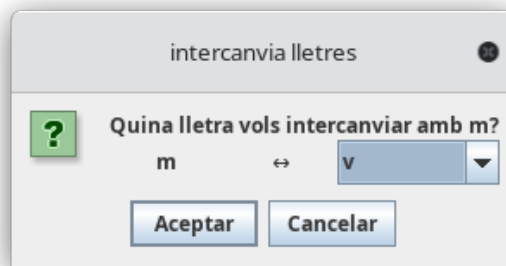 intercanvia lletres
Quina lletra vols intercanviar amb m?
m ↔ v
Aceptar Cancelar